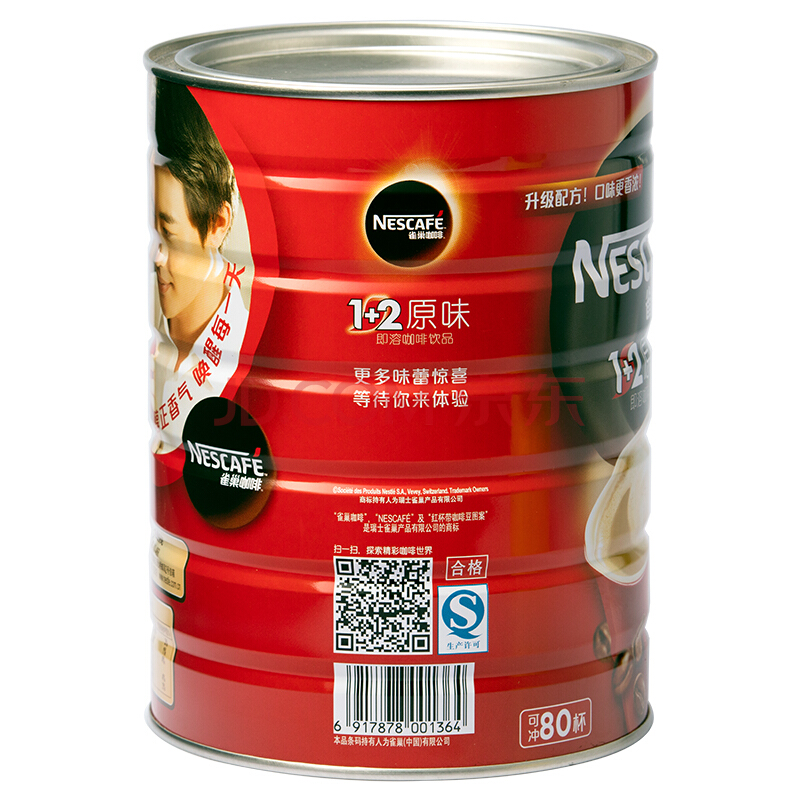 NESCAFÉ
雀巢咖啡
1+2 原味
即溶咖啡饮品
更多味蕾惊喜
等待你来体验
©Société des Produits Nestlé S.A., Vevey, Switzerland. Trademark Owners
商标持有人为瑞士雀巢产品有限公司
"雀巢咖啡"，"NESCAFÉ" 及 "红杯带咖啡豆图案"
是瑞士雀巢产品有限公司的商标
扫一扫，探索精彩咖啡世界
合格
生产许可
6 917878 001364
本品条码持有人为雀巢(中国)有限公司
升级配方！口味更香浓！
NESC
1+2
可冲80杯
正香气 唤醒每一天
NESCAFÉ
雀巢咖啡
JD.COM 京东